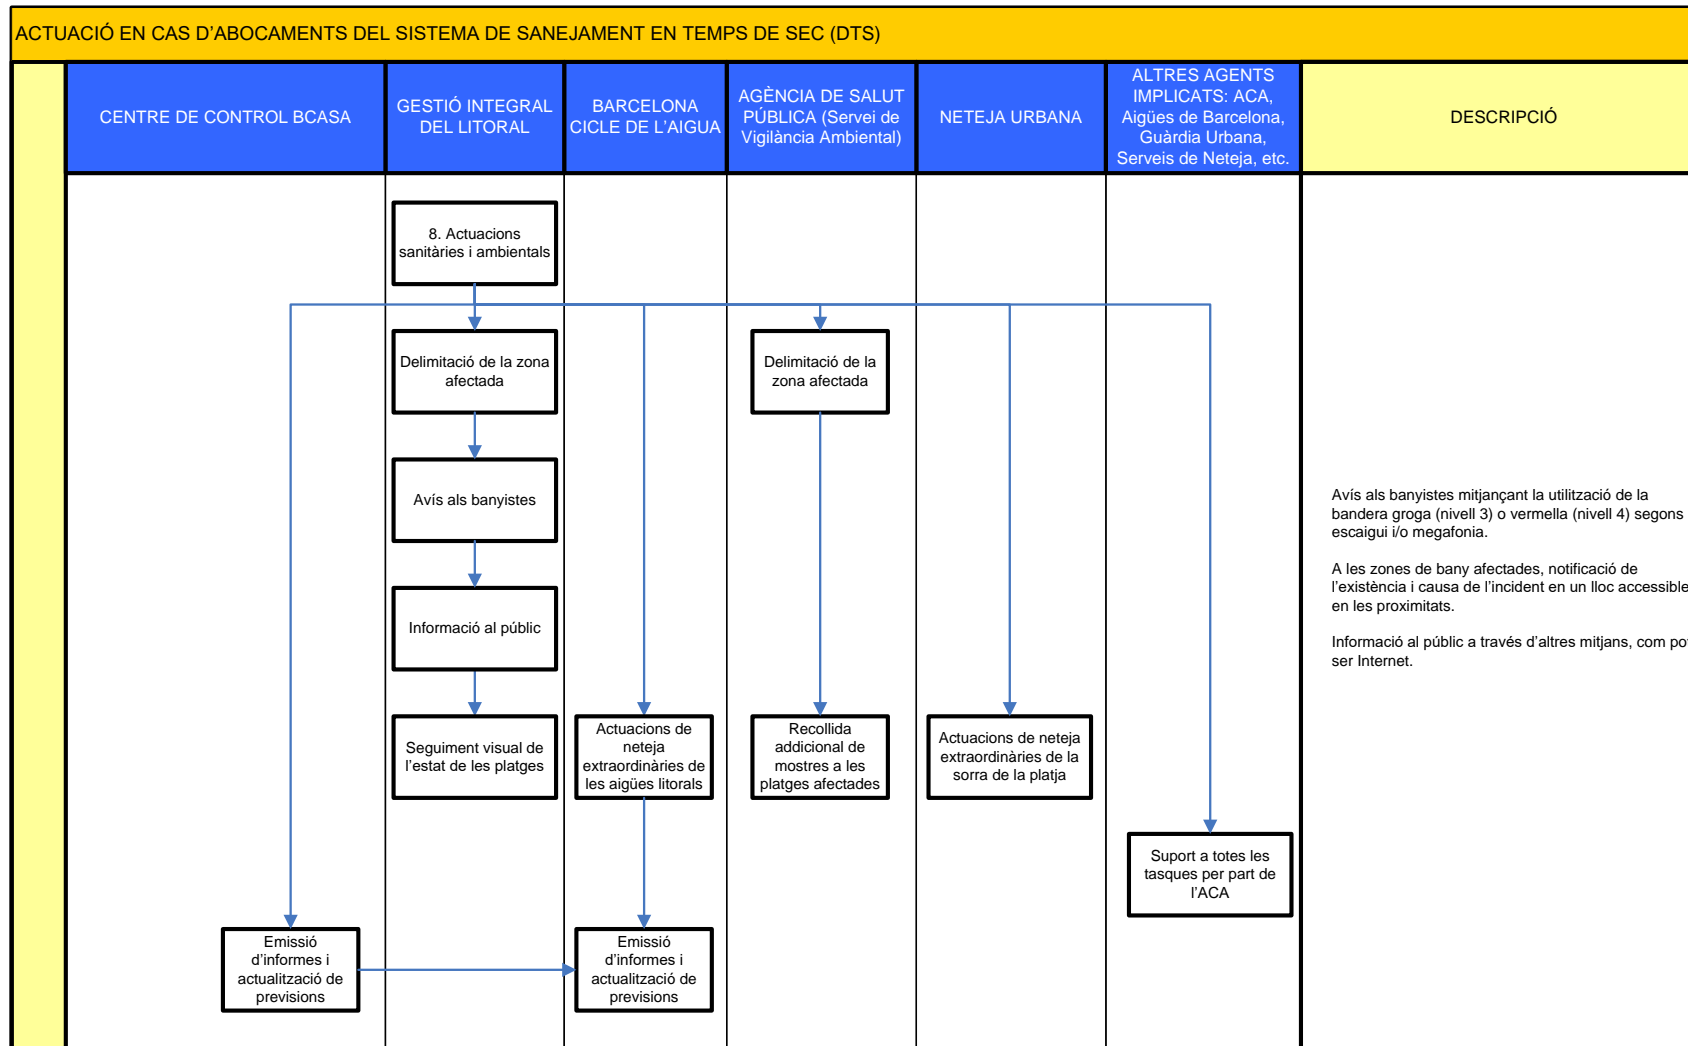 ACTUACIÓ EN CAS D'ABOCAMENTS DEL SISTEMA DE SANEJAMENT EN TEMPS DE SEC (DTS)
CENTRE DE CONTROL BCASA
GESTIÓ INTEGRAL
DEL LITORAL
BARCELONA
CICLE DE L'AIGUA
AGÈNCIA DE SALUT
PÚBLICA (Servei de
Vigilància Ambiental)
NETEJA URBANA
ALTRES AGENTS
IMPLICATS: ACA,
Aigües de Barcelona,
Guàrdia Urbana,
Serveis de Neteja, etc.
DESCRIPCIÓ
8. Actuacions
sanitàries i ambientals
Delimitació de la zona
afectada
Delimitació de la
zona afectada
Avís als banyistes
Informació al públic
Seguiment visual de
l'estat de les platges
Actuacions de
neteja
extraordinàries de
les aigües litorals
Recollida
addicional de
mostres a les
platges afectades
Actuacions de neteja
extraordinàries de la
sorra de la platja
Suport a totes les
tasques per part de
l'ACA
Emissió
d'informes i
actualització de
previsions
Emissió
d'informes i
actualització de
previsions
Avís als banyistes mitjançant la utilització de la
bandera groga (nivell 3) o vermella (nivell 4) segons
escaigui i/o megafonia.
A les zones de bany afectades, notificació de
l'existència i causa de l'incident en un lloc accessible
en les proximitats.
Informació al públic a través d'altres mitjans, com
ser Internet.